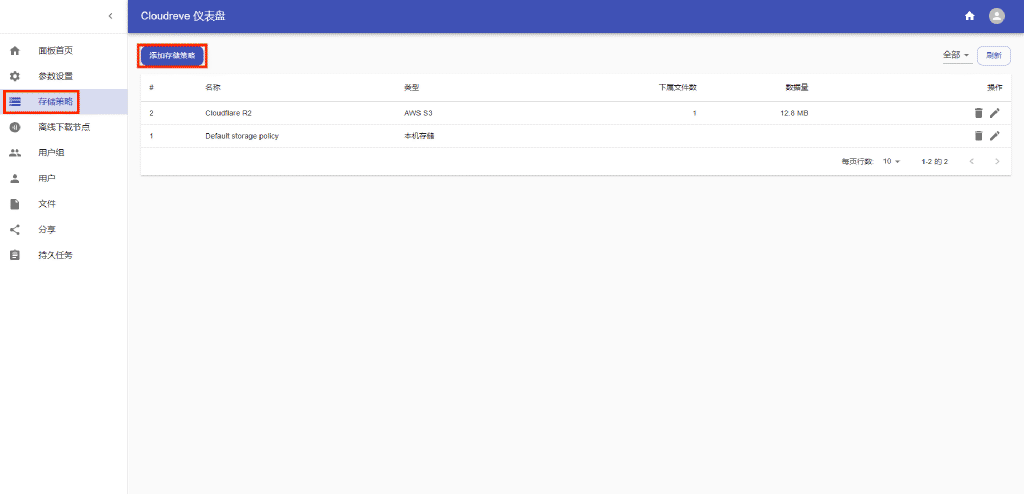 Cloudreve 仪表盘
面板首页
参数设置
存储策略
离线下载节点
用户组
用户
文件
分享
持久任务
添加存储策略
全部
刷新
# 名称 类型 下属文件数 数据量 操作
2 Cloudflare R2 AWS S3 1 12.8 MB
1 Default storage policy 本机存储
每页行数: 10 1-2 的 2